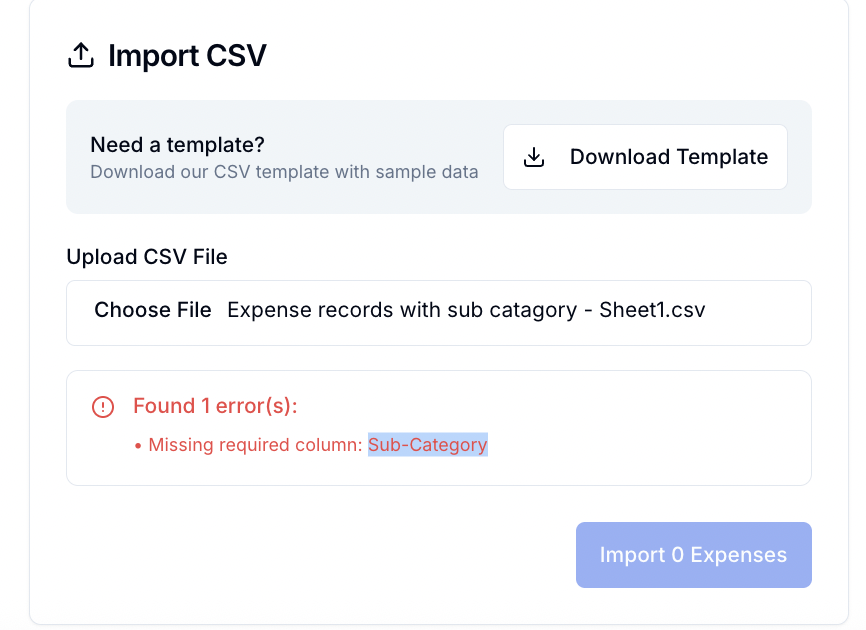 Import CSV
Need a template?
Download our CSV template with sample data
Download Template
Upload CSV File
Choose File Expense records with sub catagory - Sheet1.csv
Found 1 error(s):
• Missing required column: Sub-Category
Import 0 Expenses